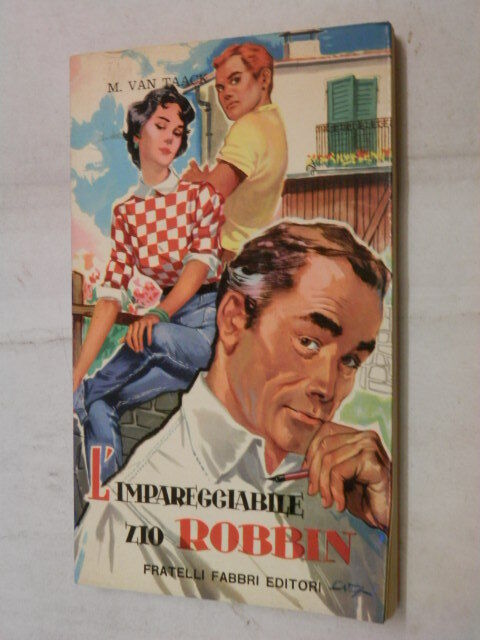 M. VAN TAACK
L'IMPAREGGIABILE
ZIO ROBBIN
FRATELLI FABBRI EDITORI